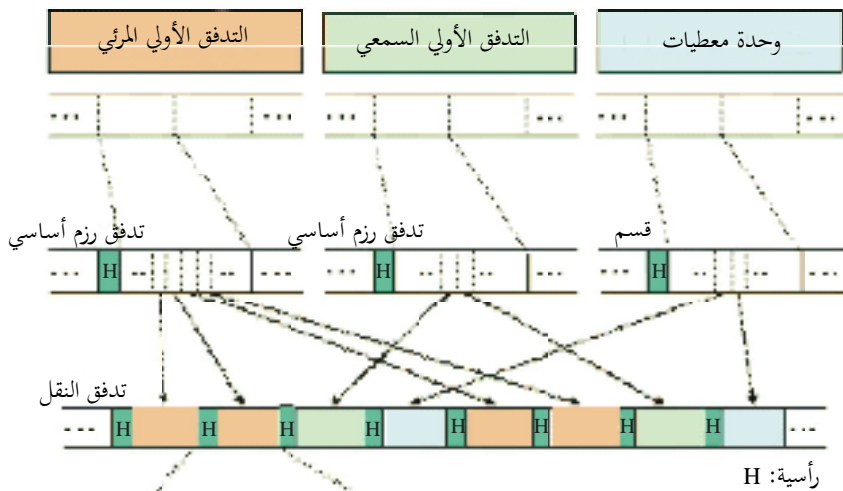 وحدة معطيات
التدفق الأولي السمعي
التدفق الأولي المرئي
... ... ... ... ... ...
قسم
تدفق رزم أساسي
تدفق رزم أساسي
... H ... ... ... H ... ... ... H ... ...
تدفق النقل
... H H H H H H H H ...
رأسية: H